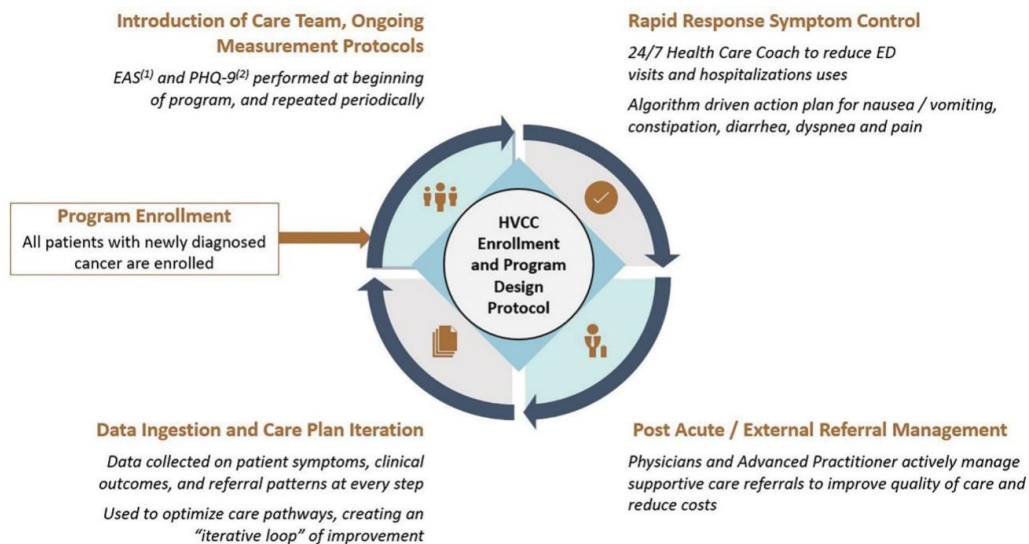 Introduction of Care Team, Ongoing
Measurement Protocols
EAS(1) and PHQ-9(2) performed at beginning
of program, and repeated periodically
Rapid Response Symptom Control
24/7 Health Care Coach to reduce ED
visits and hospitalizations uses
Algorithm driven action plan for nausea / vomiting,
constipation, diarrhea, dyspnea and pain
Program Enrollment
All patients with newly diagnosed
cancer are enrolled
HVCC
Enrollment
and Program
Design
Protocol
Data Ingestion and Care Plan Iteration
Data collected on patient symptoms, clinical
outcomes, and referral patterns at every step
Used to optimize care pathways, creating an
“iterative loop” of improvement
Post Acute / External Referral Management
Physicians and Advanced Practitioner actively manage
supportive care referrals to improve quality of care and
reduce costs